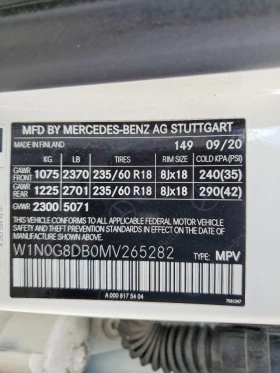 MFD BY MERCEDES-BENZ AG STUTTGART
MADE IN FINLAND 149 09/20
KG LB TIRES RIM SIZE COLD KPA(PSI)
GAWR FRONT 1075 2370 235/60 R18 8Jx18 240(35)
GAWR REAR 1225 2701 235/60 R18 8Jx18 290(42)
THIS VEHICLE CONFORMS TO ALL APPLICABLE
FEDERAL MOTOR VEHICLE SAFETY STANDARDS IN
EFFECT ON THE DATE OF MANUFACTURE SHOWN ABOVE.
GVWR 2300 5071
W1N0G8DB0MV265282 TYPE: MPV
A 000 817 54 04